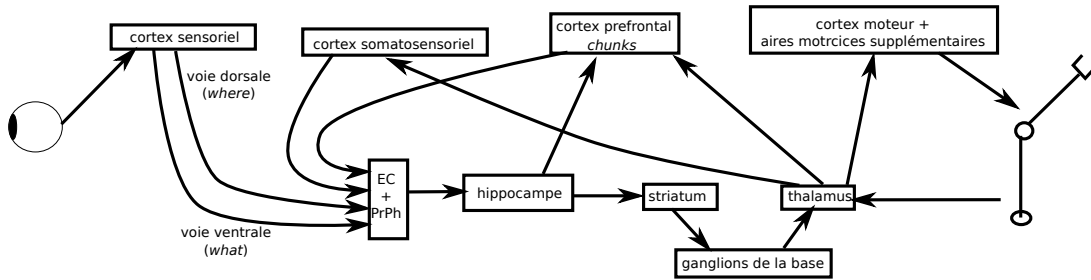 cortex sensoriel
cortex somatosensoriel
cortex prefrontal
chunks
cortex moteur +
aires motrcices supplémentaires
voie dorsale
(where)
EC
+
PrPh
hippocampe
striatum
thalamus
voie ventrale
(what)
ganglions de la base